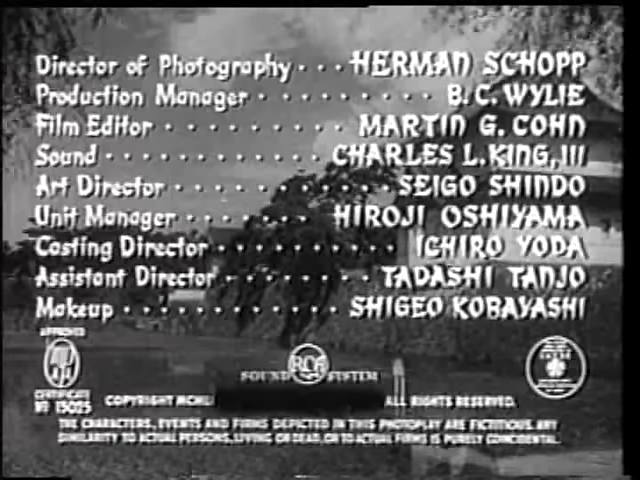 Director of Photography · · · HERMAN SCHOPP
Production Manager · · · · · · · · · B. C. WYLIE
Film Editor · · · · · · · · · · MARTIN G. COHN
Sound · · · · · · · · · · · · CHARLES L. KING, III
Art Director · · · · · · · · · · · SEIGO SHINDO
Unit Manager · · · · · · · HIROJI OSHIYAMA
Casting Director · · · · · · · · · · ICHIRO YODA
Assistant Director · · · · · · · · TADASHI TANJO
Makeup · · · · · · · · · · · · SHIGEO KOBAYASHI
APPROVED
CERTIFICATE
Nº 15025
SOUND RCA SYSTEM
COPYRIGHT MCMLI ALL RIGHTS RESERVED.
THE CHARACTERS, EVENTS AND FIRMS DEPICTED IN THIS PHOTOPLAY ARE FICTITIOUS. ANY
SIMILARITY TO ACTUAL PERSONS, LIVING OR DEAD, OR TO ACTUAL FIRMS IS PURELY COINCIDENTAL.